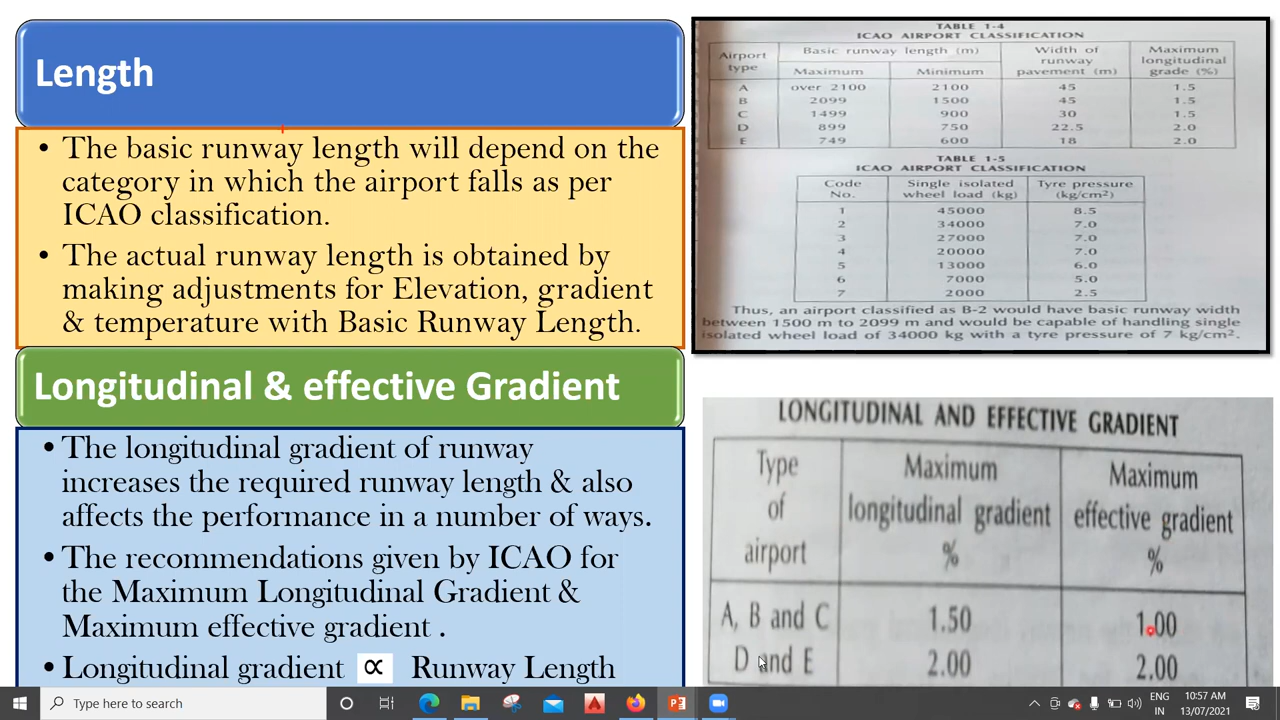 Length
• The basic runway length will depend on the
category in which the airport falls as per
ICAO classification.
• The actual runway length is obtained by
making adjustments for Elevation, gradient
& temperature with Basic Runway Length.
Longitudinal & effective Gradient
• The longitudinal gradient of runway
increases the required runway length & also
affects the performance in a number of ways.
• The recommendations given by ICAO for
the Maximum Longitudinal Gradient &
Maximum effective gradient .
• Longitudinal gradient ∝ Runway Length
TABLE 1-4
ICAO AIRPORT CLASSIFICATION
Airport type | Basic runway length (m) | Width of runway pavement (m) | Maximum longitudinal grade (%)
Maximum | Minimum
A over 2100 2100 45 1.5
B 2099 1500 45 1.5
C 1499 900 30 1.5
D 899 750 22.5 2.0
E 749 600 18 2.0
TABLE 1-5
ICAO AIRPORT CLASSIFICATION
Code No. | Single isolated wheel load (kg) | Tyre pressure (kg/cm²)
1 45000 8.5
2 34000 7.0
3 27000 7.0
4 20000 7.0
5 13000 6.0
6 7000 5.0
7 2000 2.5
Thus, an airport classified as B-2 would have basic runway width
between 1500 m to 2099 m and would be capable of handling single
isolated wheel load of 34000 kg with a tyre pressure of 7 kg/cm².
LONGITUDINAL AND EFFECTIVE GRADIENT
Type of airport | Maximum longitudinal gradient % | Maximum effective gradient %
A, B and C 1.50 1.00
D and E 2.00 2.00
Type here to search
ENG
IN
10:57 AM
13/07/2021